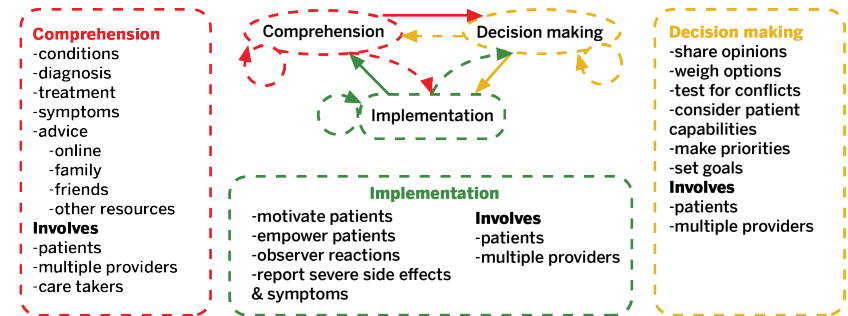 Comprehension
-conditions
-diagnosis
-treatment
-symptoms
-advice
-online
-family
-friends
-other resources
Involves
-patients
-multiple providers
-care takers
Comprehension
Decision making
Implementation
Implementation
-motivate patients
-empower patients
-observer reactions
-report severe side effects
& symptoms
Involves
-patients
-multiple providers
Decision making
-share opinions
-weigh options
-test for conflicts
-consider patient
capabilities
-make priorities
-set goals
Involves
-patients
-multiple providers